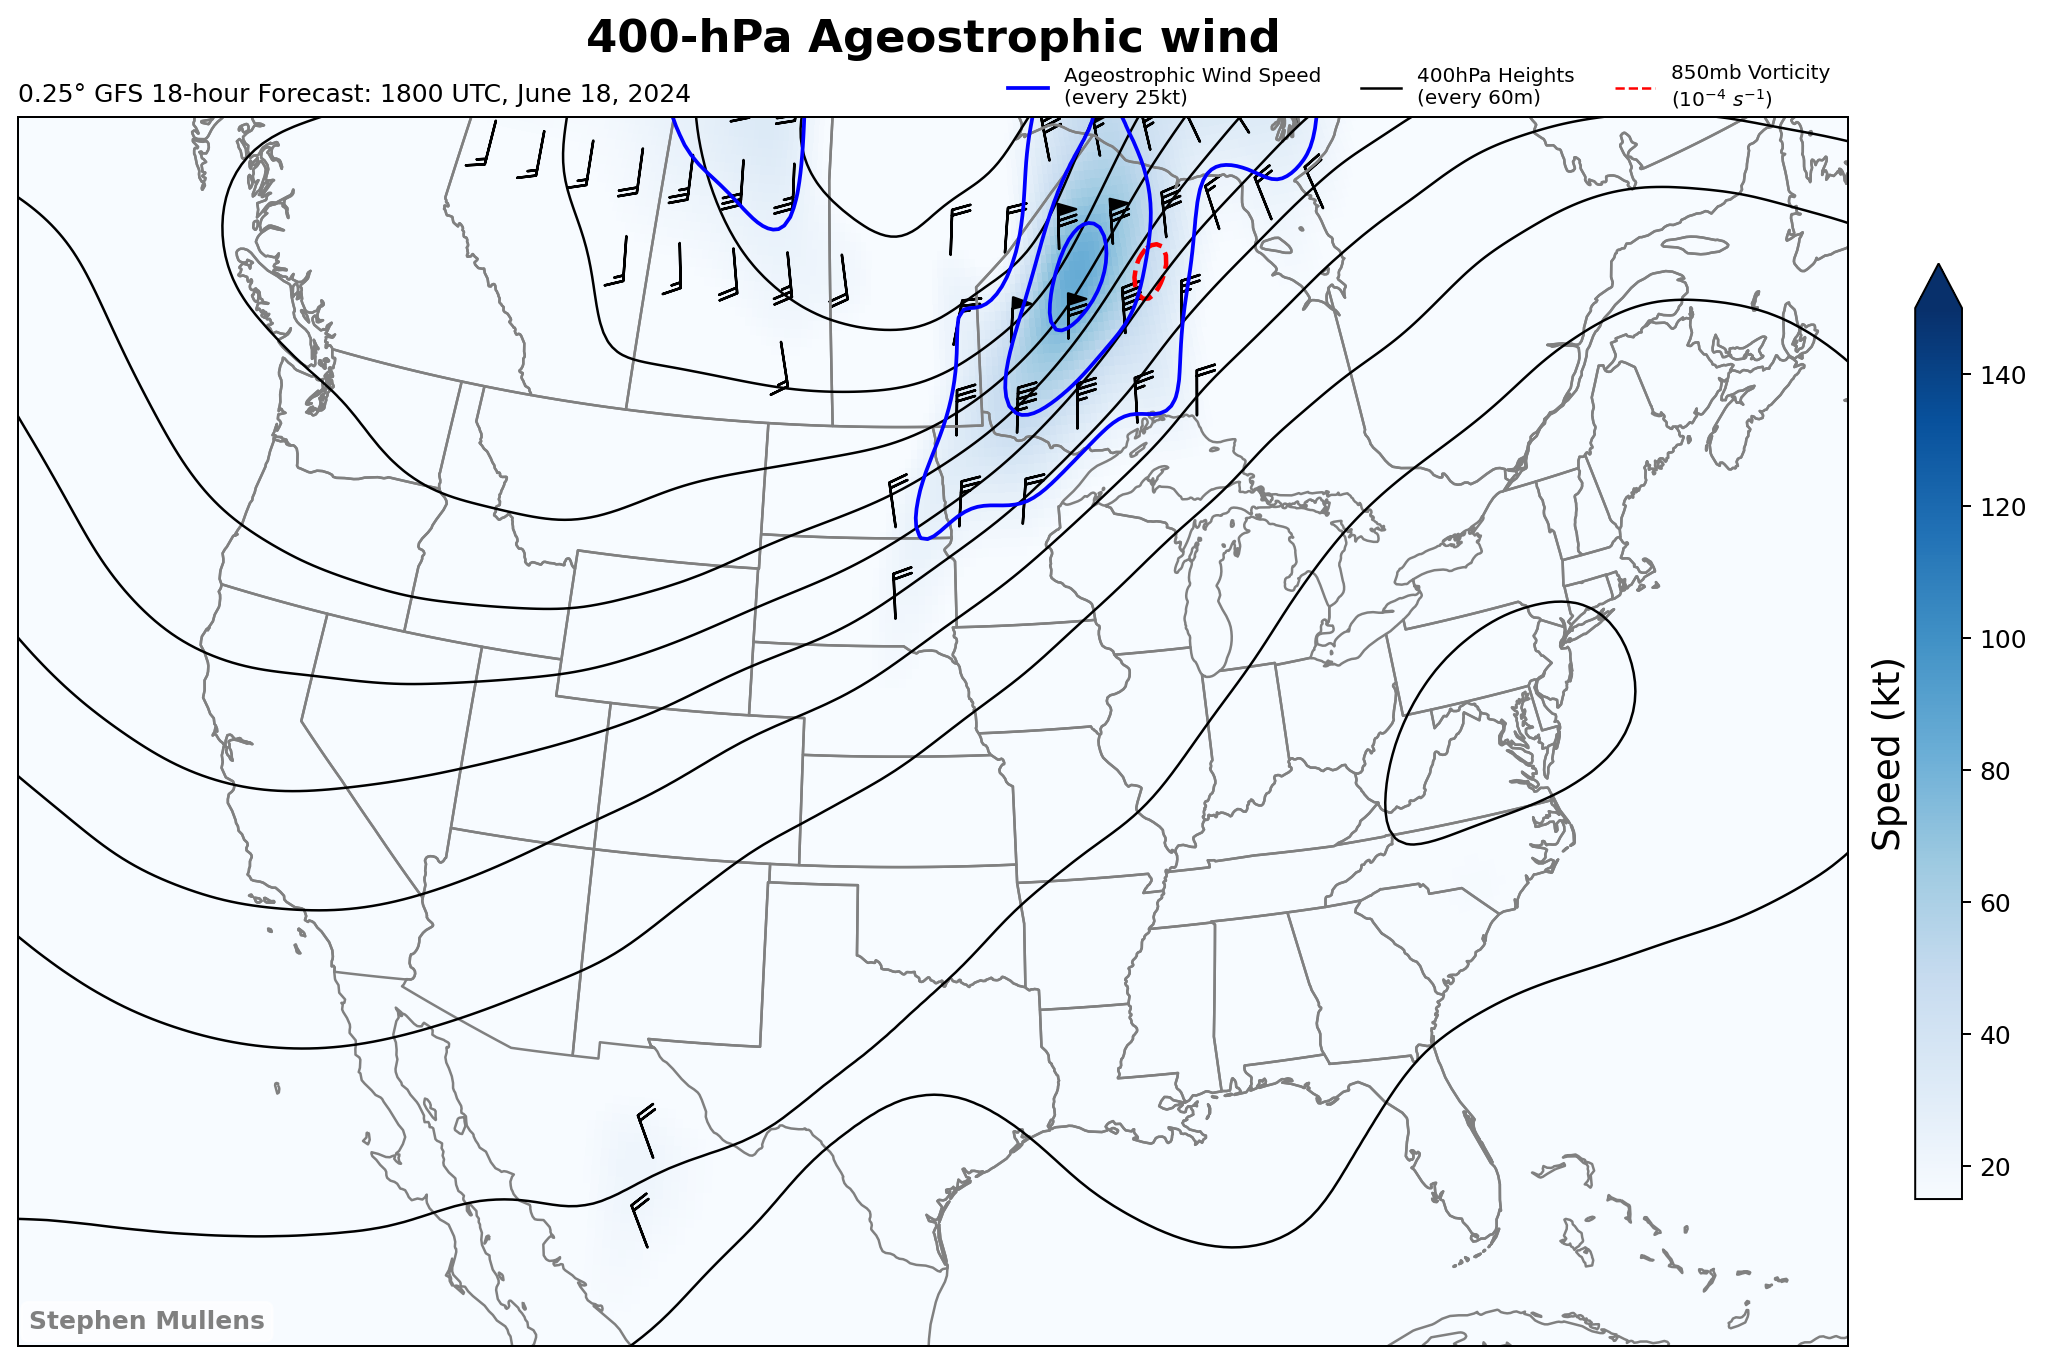 400-hPa Ageostrophic wind
0.25° GFS 18-hour Forecast: 1800 UTC, June 18, 2024
Ageostrophic Wind Speed
(every 25kt)
400hPa Heights
(every 60m)
850mb Vorticity
(10⁻⁴ s⁻¹)
140
120
100
80
60
40
20
Speed (kt)
Stephen Mullens